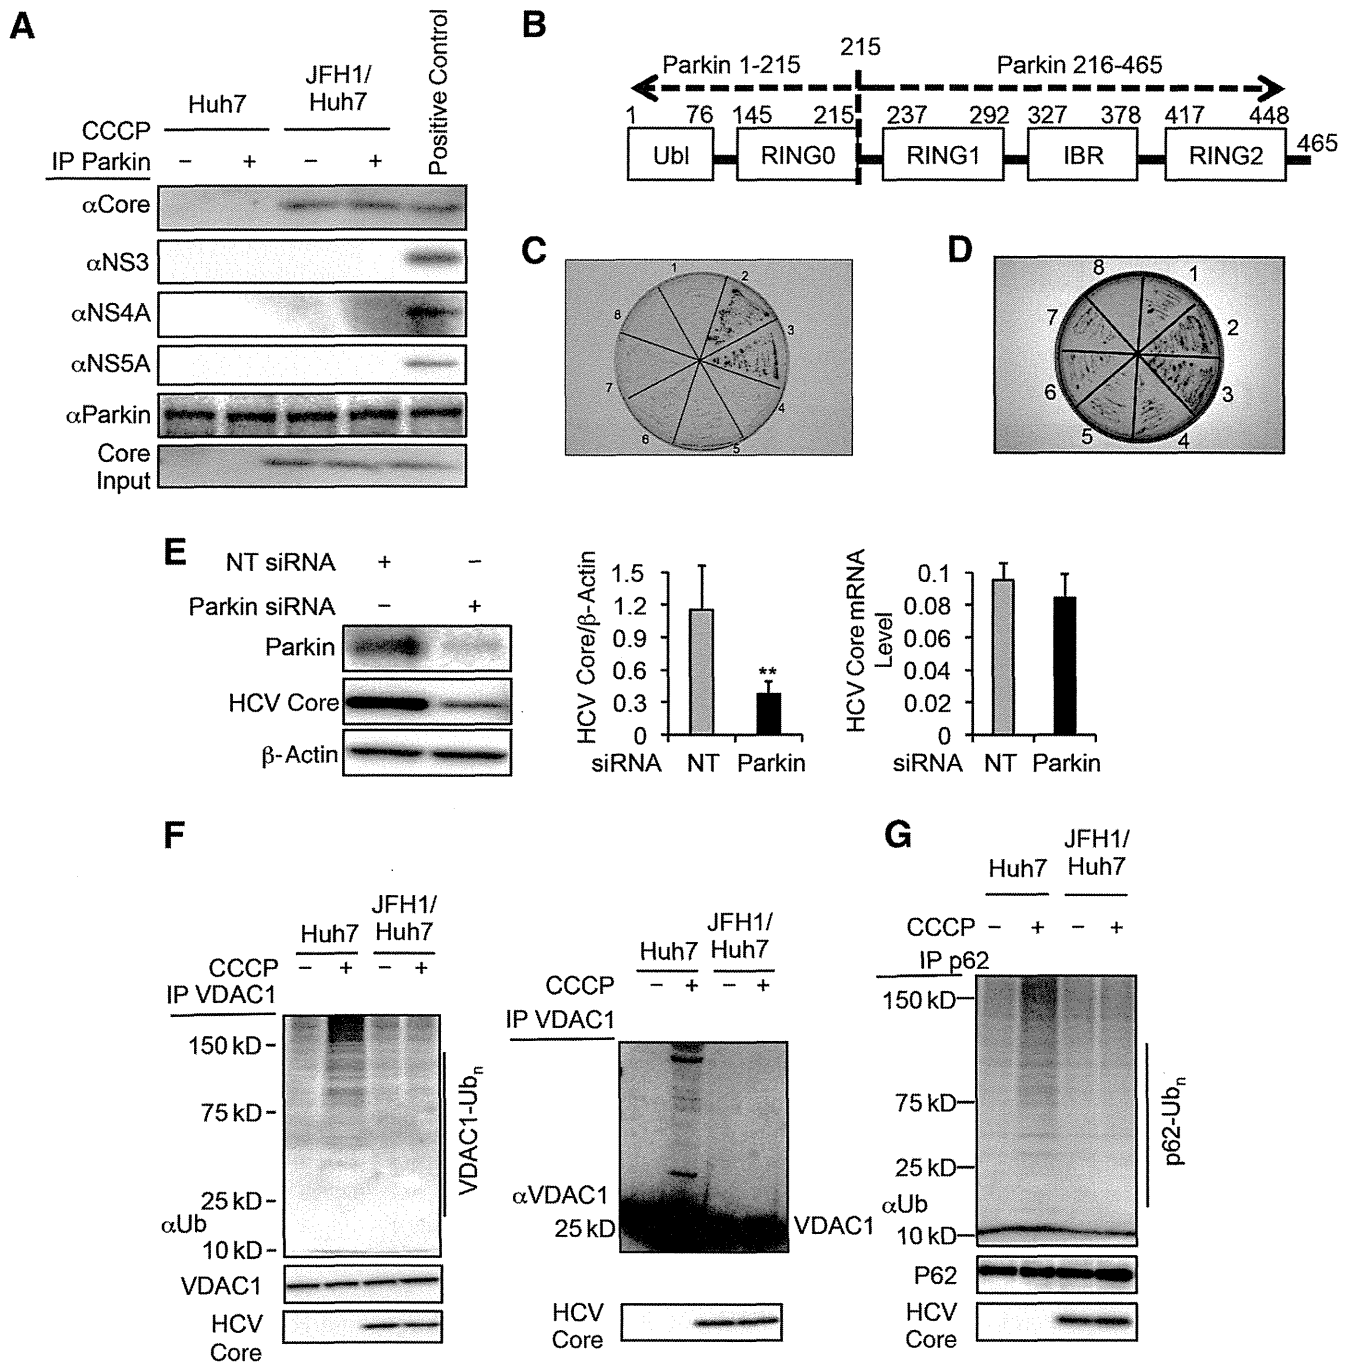 A
Huh7
JFH1/
Huh7
Positive Control
CCCP
IP Parkin − + − +
αCore
αNS3
αNS4A
αNS5A
αParkin
Core
Input
B
215
Parkin 1-215
Parkin 216-465
1 76 145 215 237 292 327 378 417 448
Ubl RING0 RING1 IBR RING2
465
C
1
2
3
4
5
6
7
8
D
1
2
3
4
5
6
7
8
E
NT siRNA + −
Parkin siRNA − +
Parkin
HCV Core
β-Actin
HCV Core/β-Actin
1.5
1.2
0.9
0.6
0.3
0
**
siRNA NT Parkin
HCV Core mRNA
Level
0.1
0.08
0.06
0.04
0.02
0
siRNA NT Parkin
F
Huh7
JFH1/
Huh7
CCCP − + − +
IP VDAC1
150 kD
75 kD
25 kD
αUb
10 kD
VDAC1-Ubn
VDAC1
HCV
Core
Huh7
JFH1/
Huh7
CCCP − + − +
IP VDAC1
αVDAC1
25 kD
VDAC1
HCV
Core
G
Huh7
JFH1/
Huh7
CCCP − + − +
IP p62
150 kD
75 kD
25 kD
αUb
10 kD
p62-Ubn
P62
HCV
Core